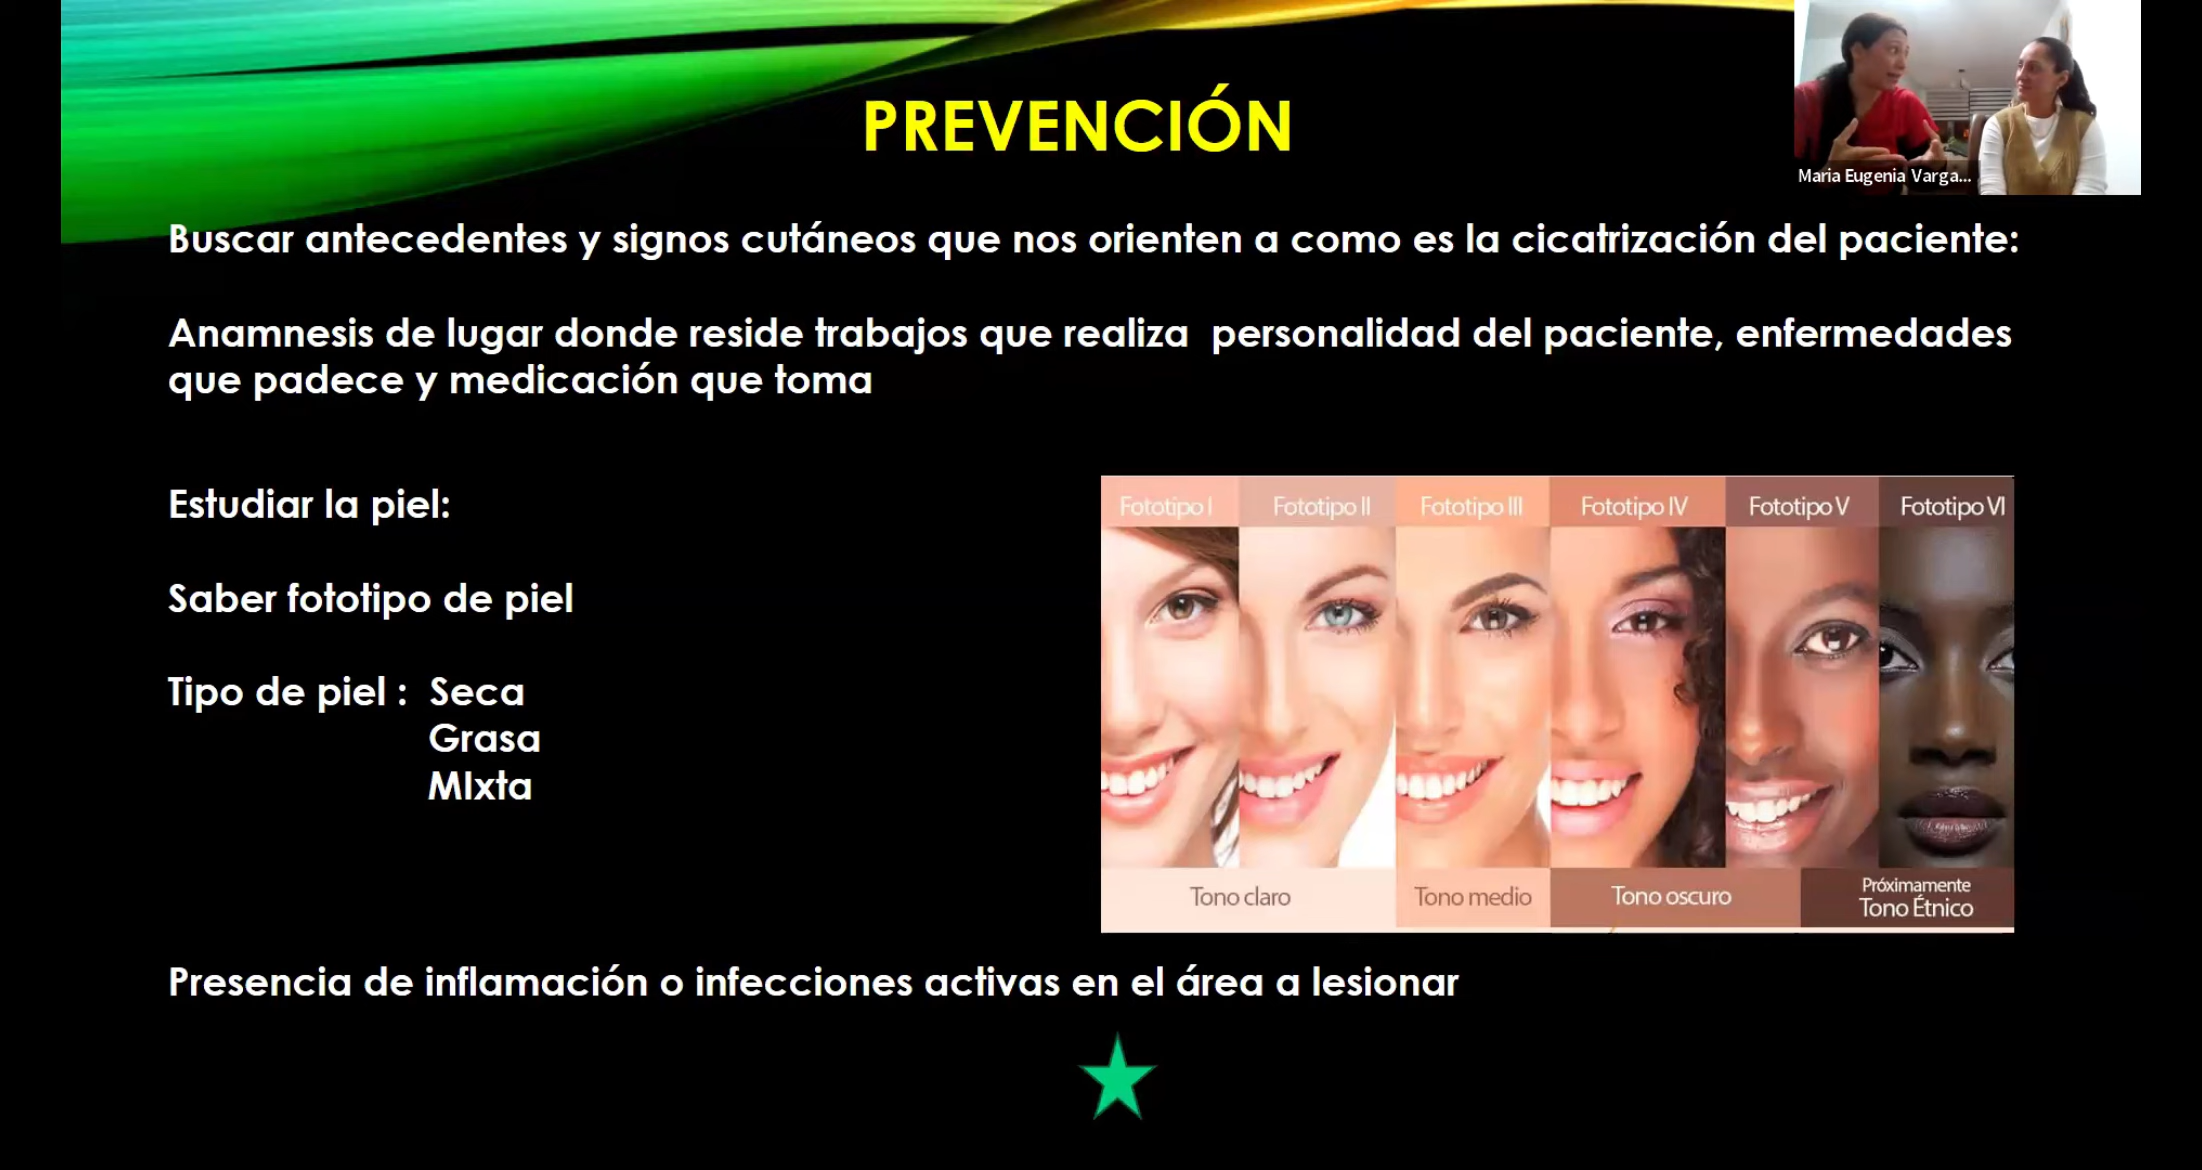 PREVENCIÓN
Maria Eugenia Varga...
Buscar antecedentes y signos cutáneos que nos orienten a como es la cicatrización del paciente:
Anamnesis de lugar donde reside trabajos que realiza  personalidad del paciente, enfermedades
que padece y medicación que toma
Estudiar la piel:
Saber fototipo de piel
Tipo de piel :  Seca
Grasa
MIxta
Fototipo I
Fototipo II
Fototipo III
Fototipo IV
Fototipo V
Fototipo VI
Tono claro
Tono medio
Tono oscuro
Próximamente
Tono Étnico
Presencia de inflamación o infecciones activas en el área a lesionar